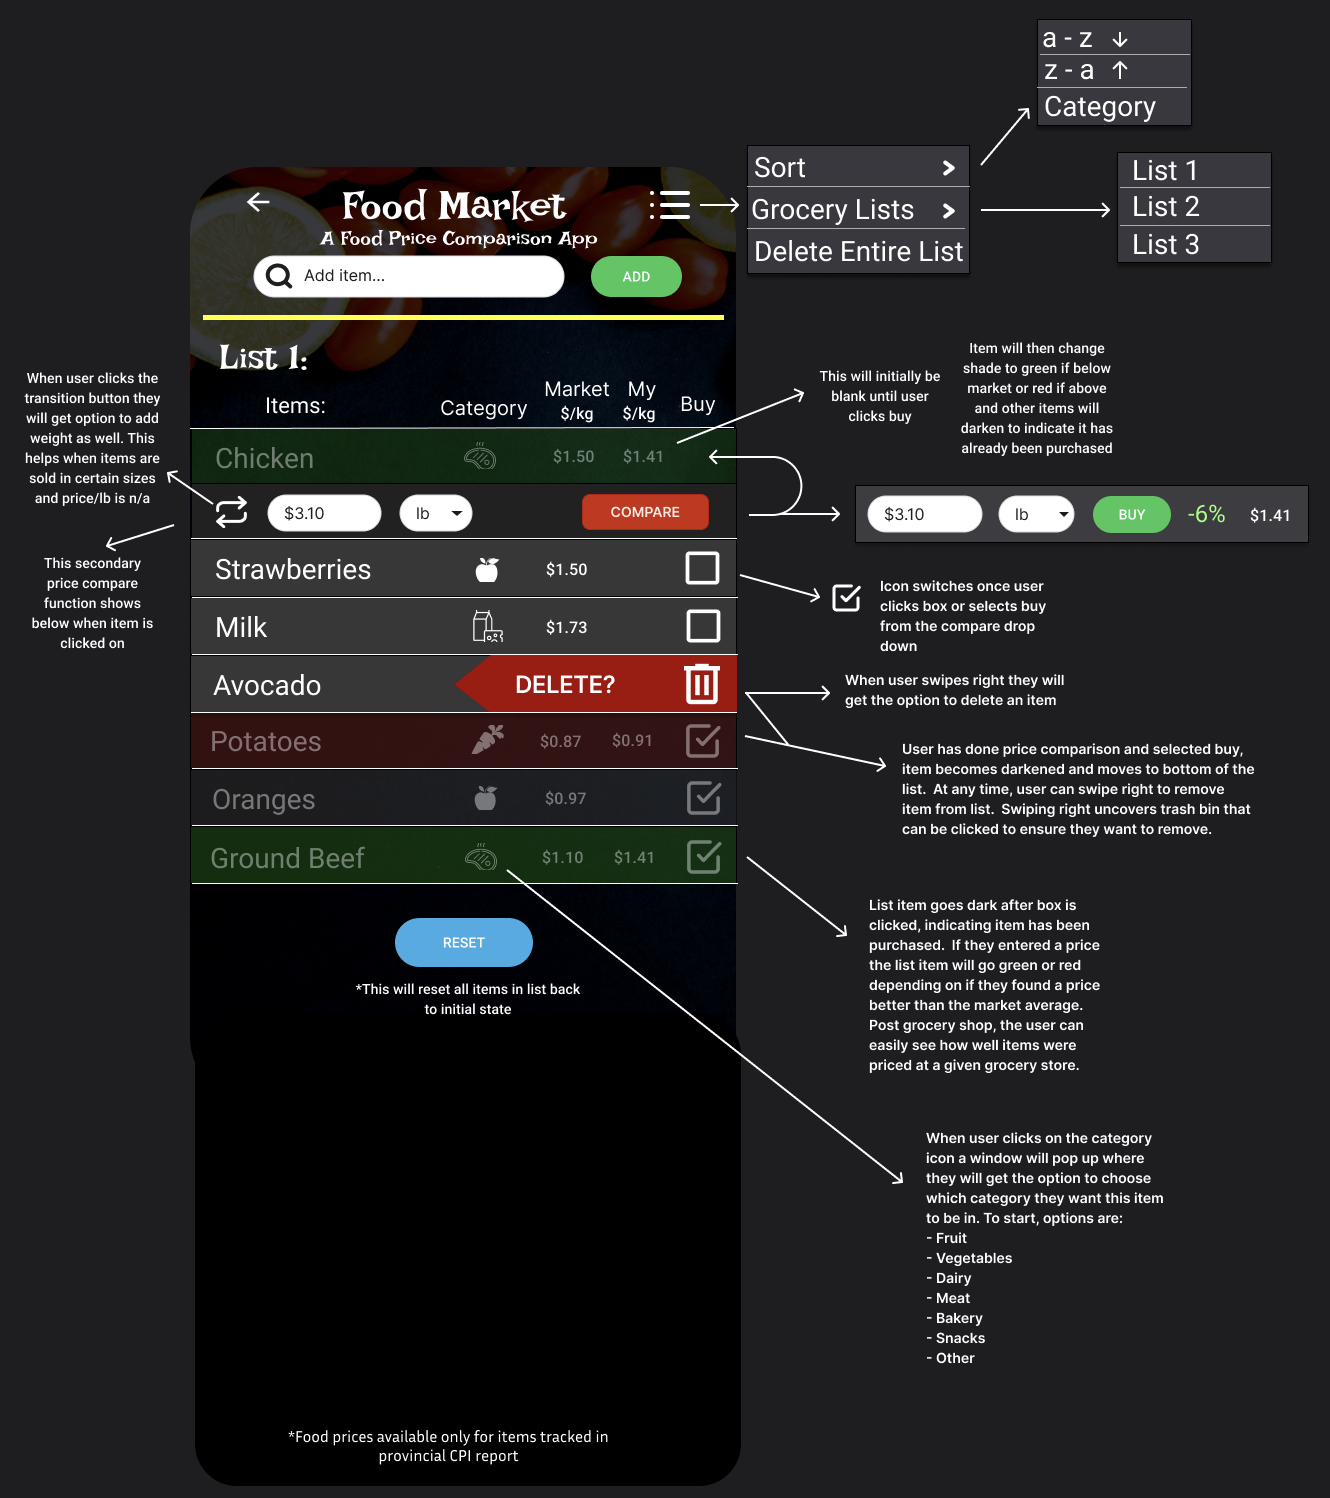 a - z ↓
z - a ↑
Category
Sort
Grocery Lists
Delete Entire List
List 1
List 2
List 3
Food Market
A Food Price Comparison App
Add item...
ADD
List 1:
Items:
Category
Market
$/kg
My
$/kg
Buy
Chicken
$1.50
$1.41
$3.10
lb
COMPARE
Strawberries
$1.50
Milk
$1.73
Avocado
DELETE?
Potatoes
$0.87
$0.91
Oranges
$0.97
Ground Beef
$1.10
$1.41
RESET
*This will reset all items in list back
to initial state
*Food prices available only for items tracked in
provincial CPI report
When user clicks the
transition button they
will get option to add
weight as well. This
helps when items are
sold in certain sizes
and price/lb is n/a
This secondary
price compare
function shows
below when item is
clicked on
This will initially be
blank until user
clicks buy
Item will then change
shade to green if below
market or red if above
and other items will
darken to indicate it has
already been purchased
$3.10
lb
BUY
-6%
$1.41
Icon switches once user
clicks box or selects buy
from the compare drop
down
When user swipes right they will
get the option to delete an item
User has done price comparison and selected buy,
item becomes darkened and moves to bottom of the
list.  At any time, user can swipe right to remove
item from list.  Swiping right uncovers trash bin that
can be clicked to ensure they want to remove.
List item goes dark after box is
clicked, indicating item has been
purchased.  If they entered a price
the list item will go green or red
depending on if they found a price
better than the market average.
Post grocery shop, the user can
easily see how well items were
priced at a given grocery store.
When user clicks on the category
icon a window will pop up where
they will get the option to choose
which category they want this item
to be in. To start, options are:
- Fruit
- Vegetables
- Dairy
- Meat
- Bakery
- Snacks
- Other